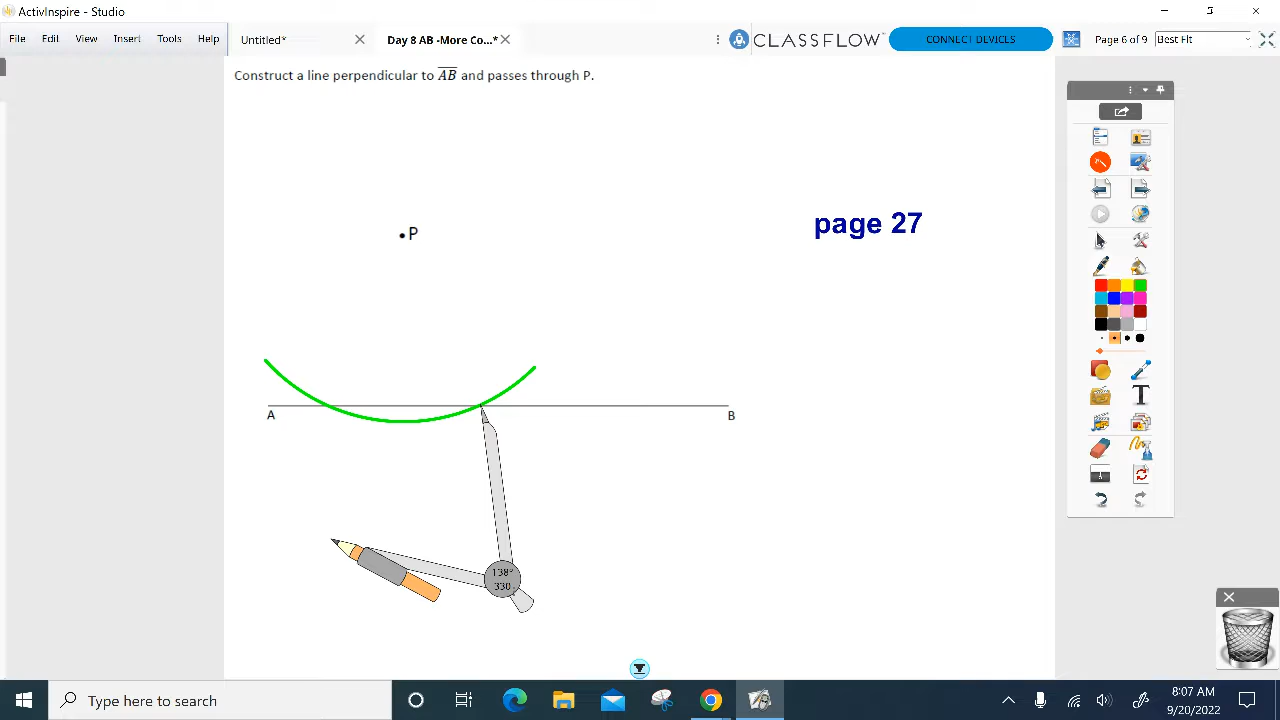 ActivInspire - Studio
File Edit View Insert Tools Help
Untitled*
Day 8 AB -More Co...*
CLASSFLOW
CONNECT DEVICES
Page 6 of 9
Best Fit
Construct a line perpendicular to AB and passes through P.
page 27
P
A
B
138°
330
Type here to search
8:07 AM
9/20/2022